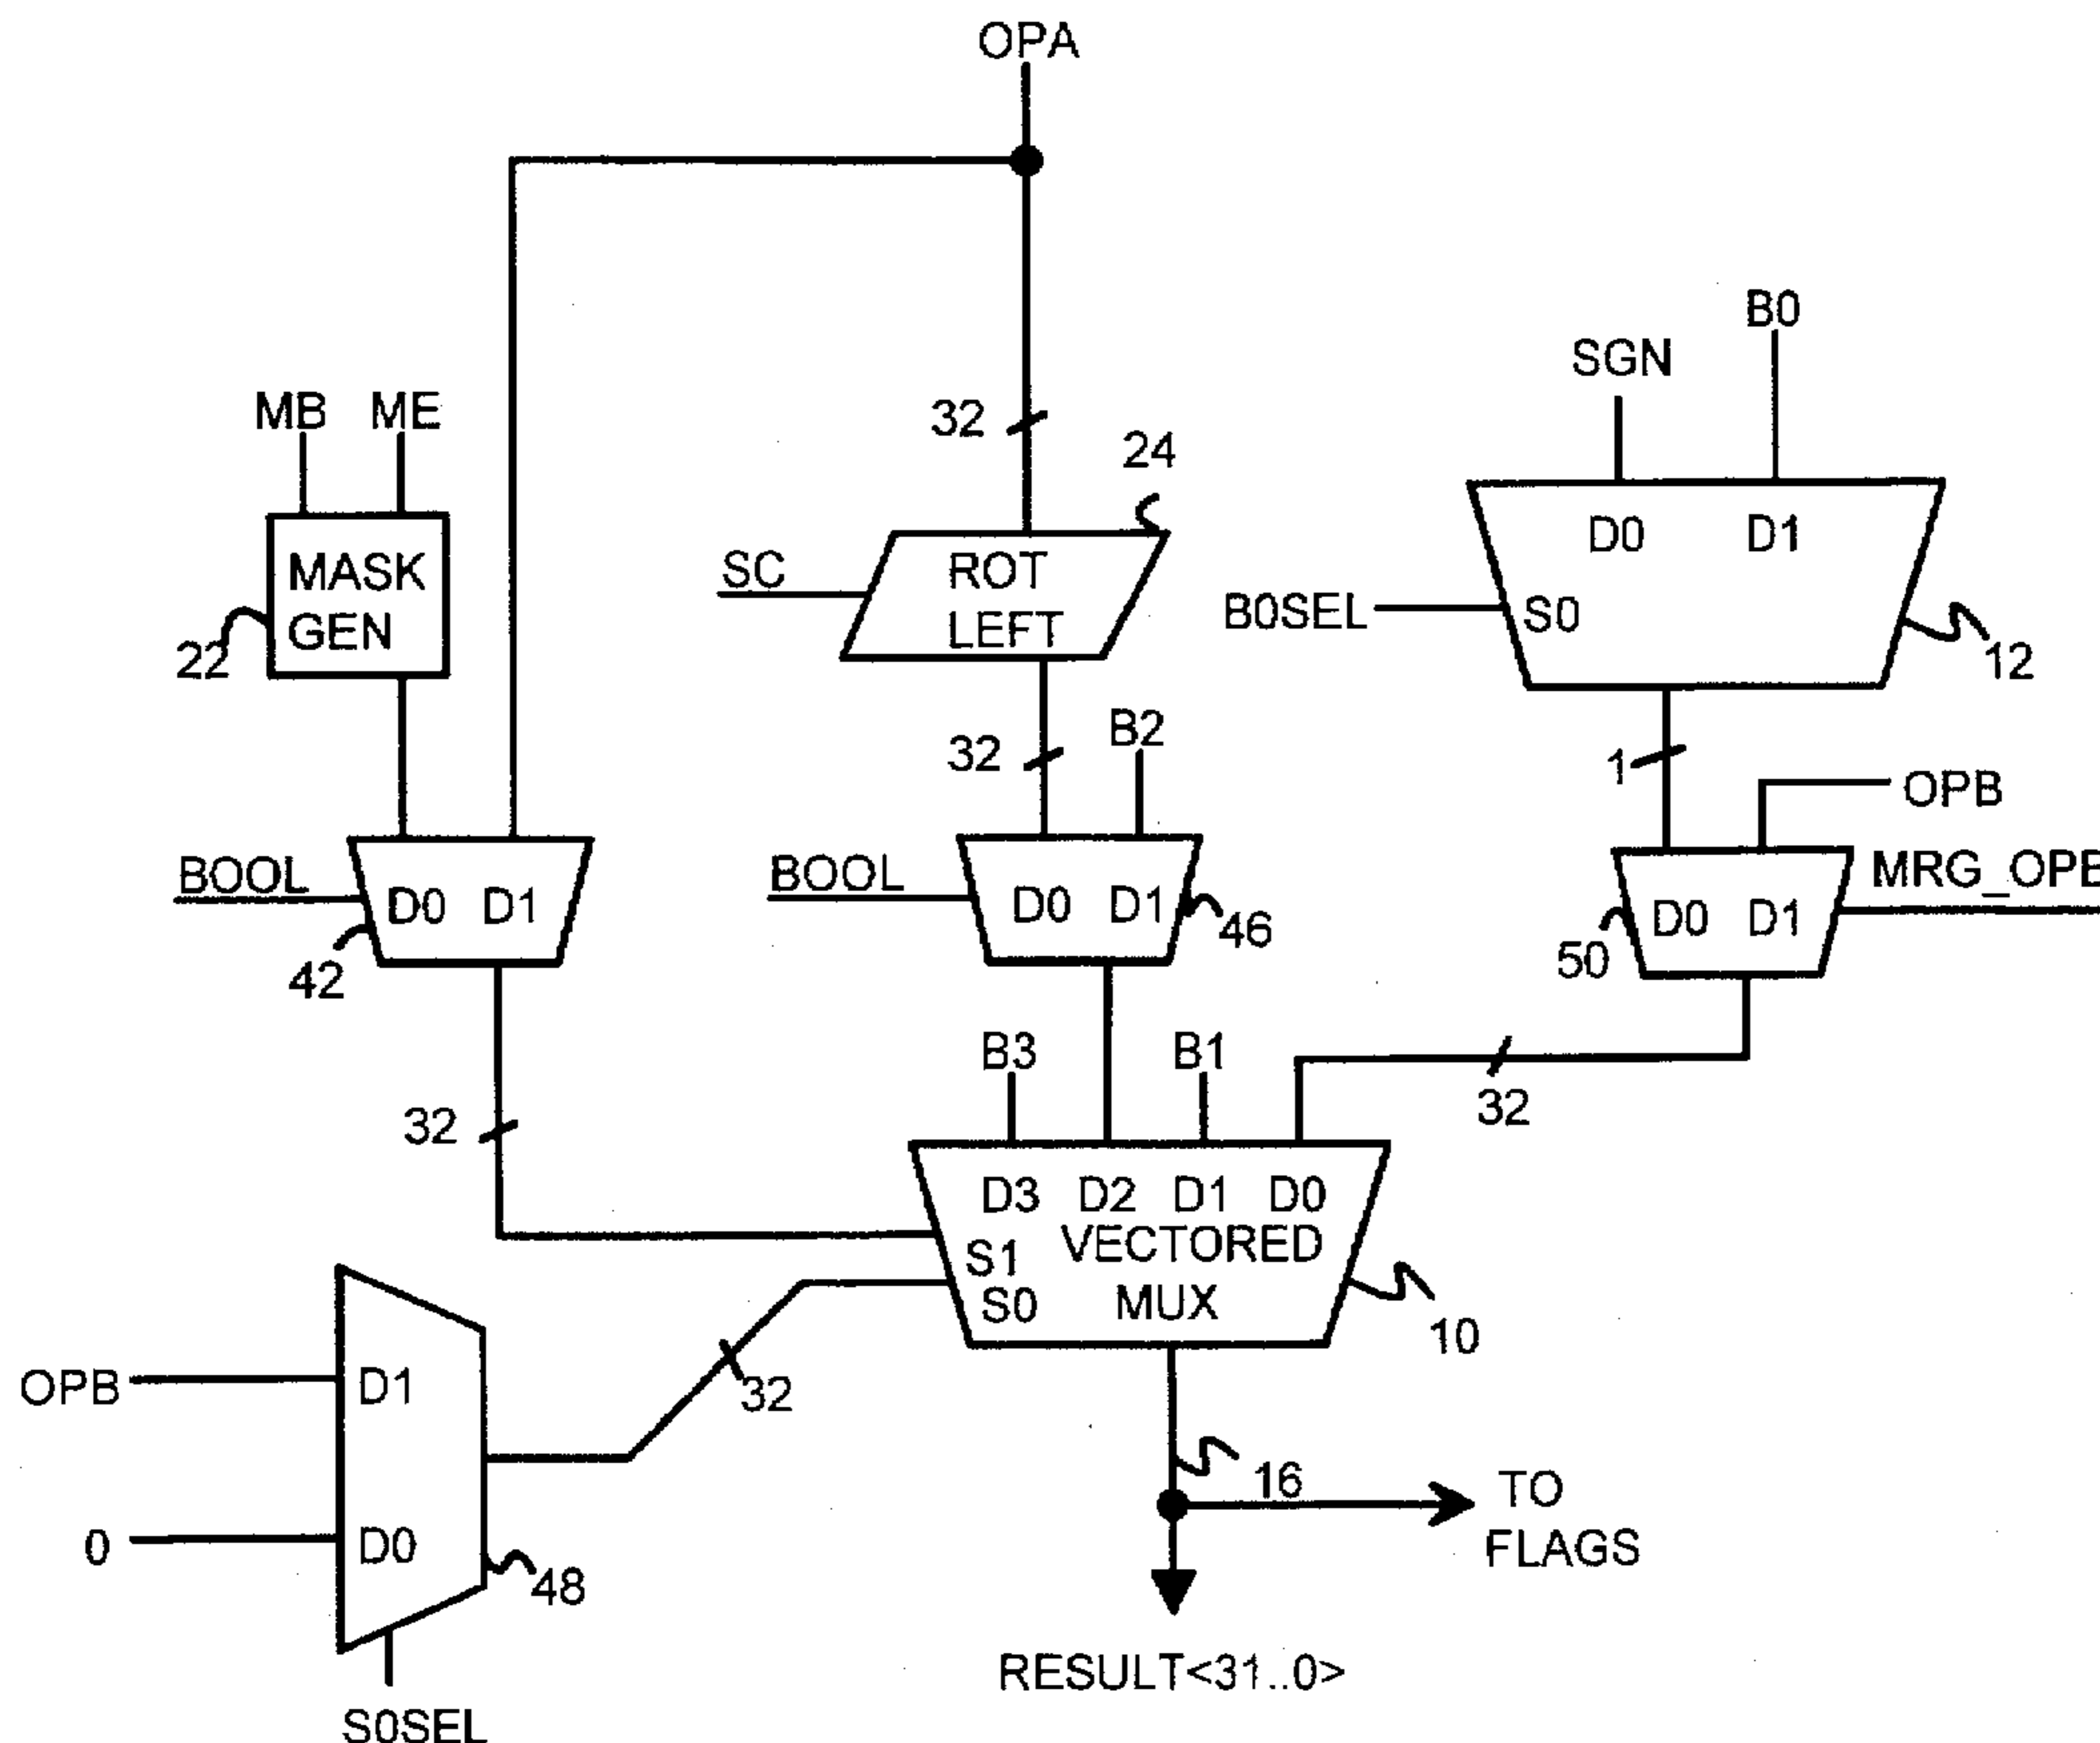 OPA
B0
SGN
MB
ME
32
24
MASK
GEN
22
SC
ROT
LEFT
D0
D1
B0SEL
S0
12
32
B2
1
OPB
BOOL
D0
D1
42
BOOL
D0
D1
46
MRG_OPB
D0
D1
50
B3
B1
32
32
D3
D2
D1
D0
VECTORED
MUX
S1
S0
10
32
OPB
D1
0
D0
48
S0SEL
16
TO
FLAGS
RESULT<31..0>